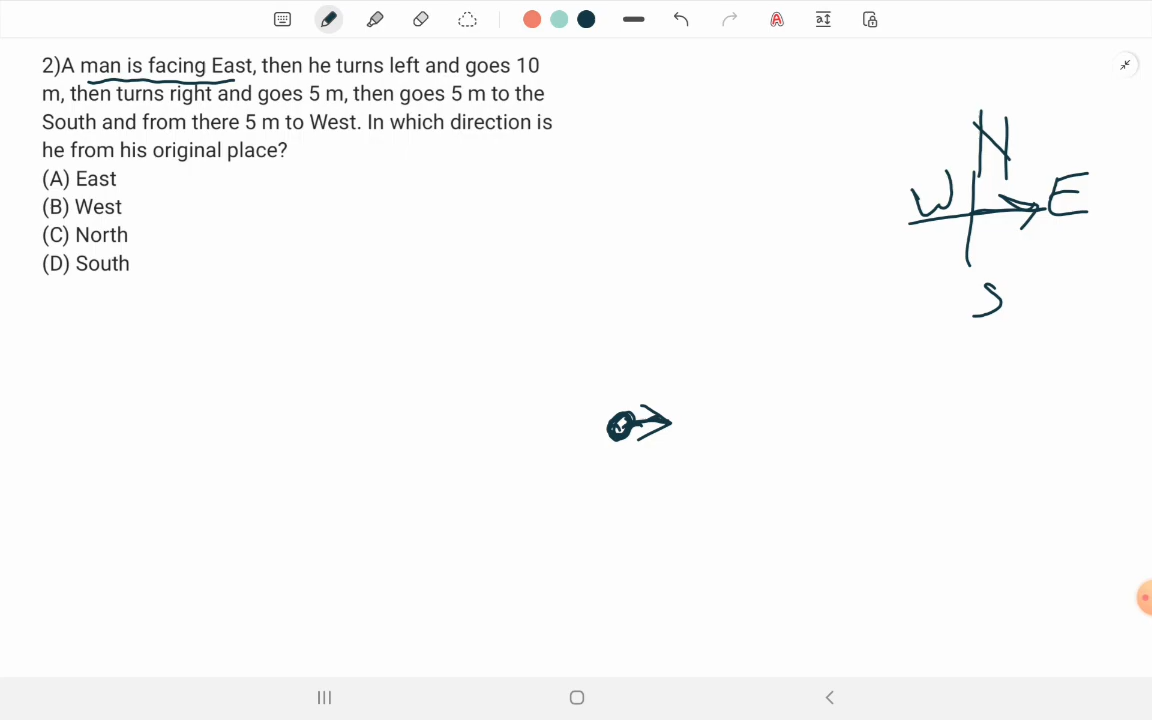 2)A man is facing East, then he turns left and goes 10
m, then turns right and goes 5 m, then goes 5 m to the
South and from there 5 m to West. In which direction is
he from his original place?
(A) East
(B) West
(C) North
(D) South
N
W E
S